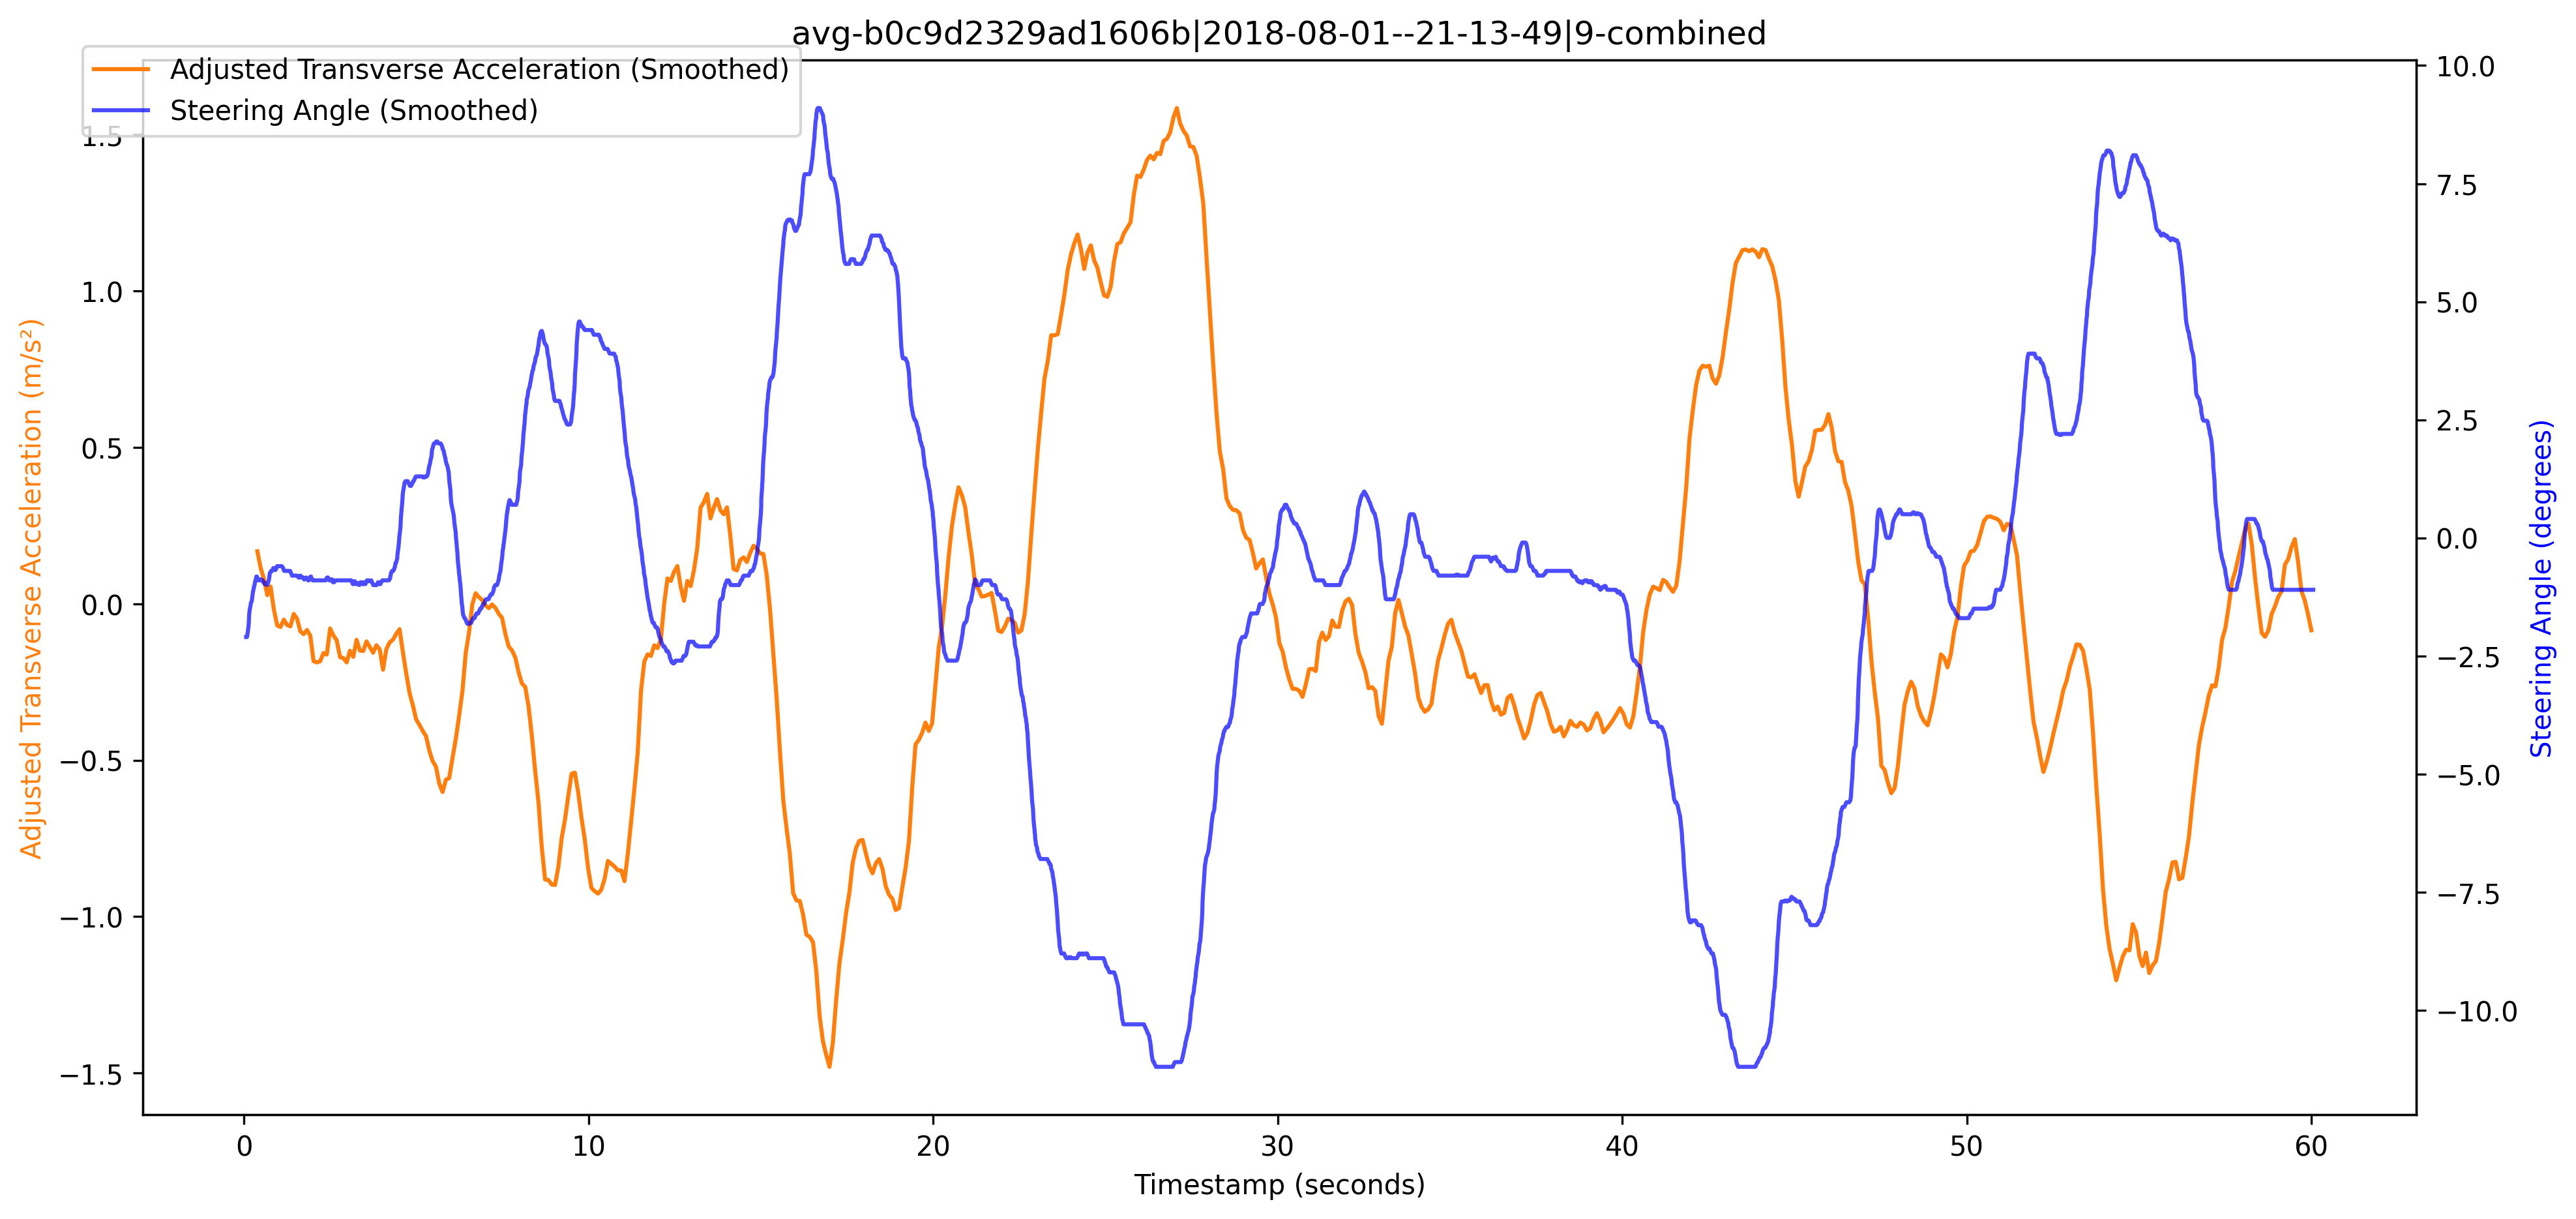 avg-b0c9d2329ad1606b|2018-08-01--21-13-49|9-combined
Adjusted Transverse Acceleration (Smoothed)
Steering Angle (Smoothed)
Adjusted Transverse Acceleration (m/s²)
1.5
1.0
0.5
0.0
−0.5
−1.0
−1.5
10.0
7.5
5.0
2.5
0.0
−2.5
−5.0
−7.5
−10.0
Steering Angle (degrees)
0 10 20 30 40 50 60
Timestamp (seconds)